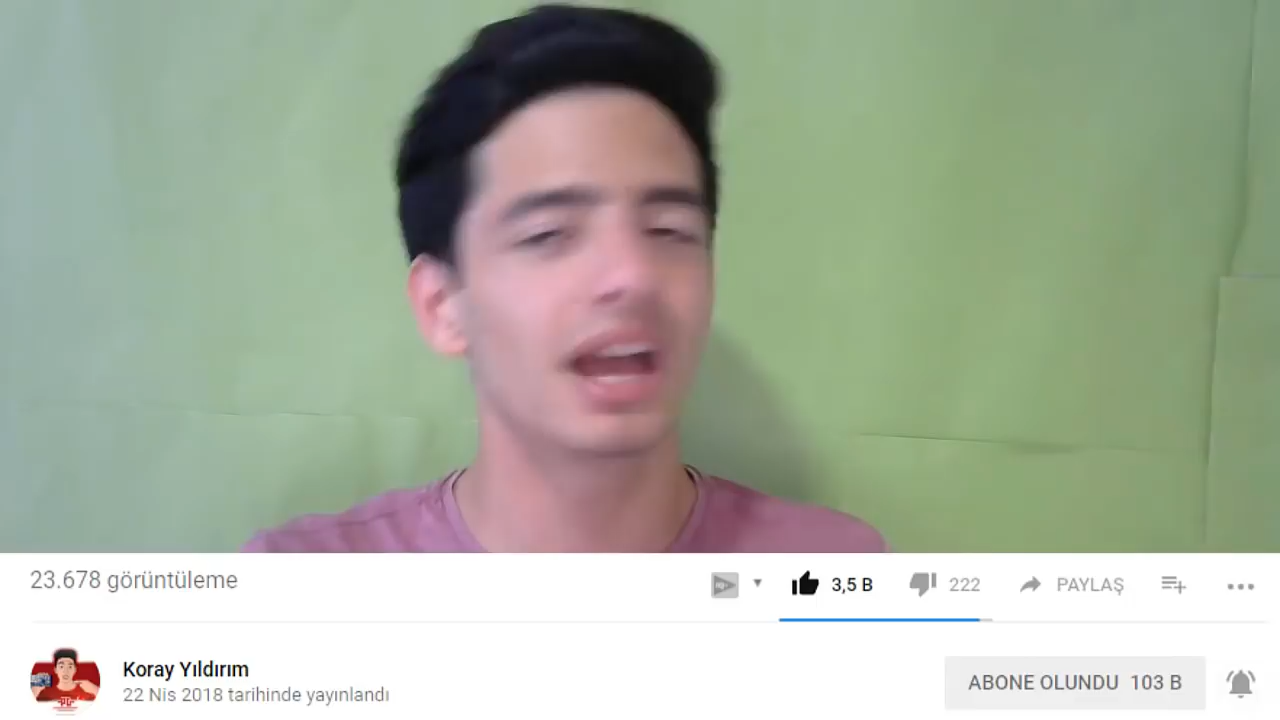 23.678 görüntüleme
3,5 B 222 PAYLAŞ
Koray Yıldırım
22 Nis 2018 tarihinde yayınlandı
ABONE OLUNDU 103 B